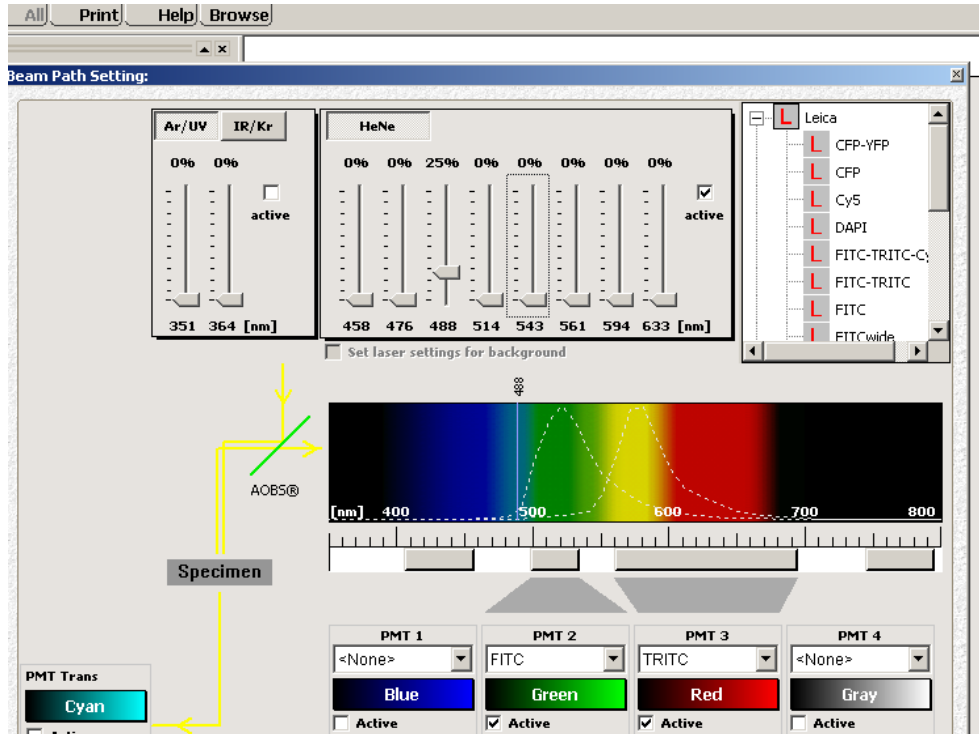 All Print Help Browse
Beam Path Setting:
Ar/UV IR/Kr
0% 0%
active
351 364 [nm]
HeNe
0% 0% 25% 0% 0% 0% 0% 0%
active
458 476 488 514 543 561 594 633 [nm]
Set laser settings for background
L Leica
L CFP-YFP
L CFP
L Cy5
L DAPI
L FITC-TRITC-Cy
L FITC-TRITC
L FITC
L FITCwide
488
AOBS®
[nm] 400 500 600 700 800
Specimen
PMT 1 PMT 2 PMT 3 PMT 4
<None> FITC TRITC <None>
Blue Green Red Gray
Active Active Active Active
PMT Trans
Cyan